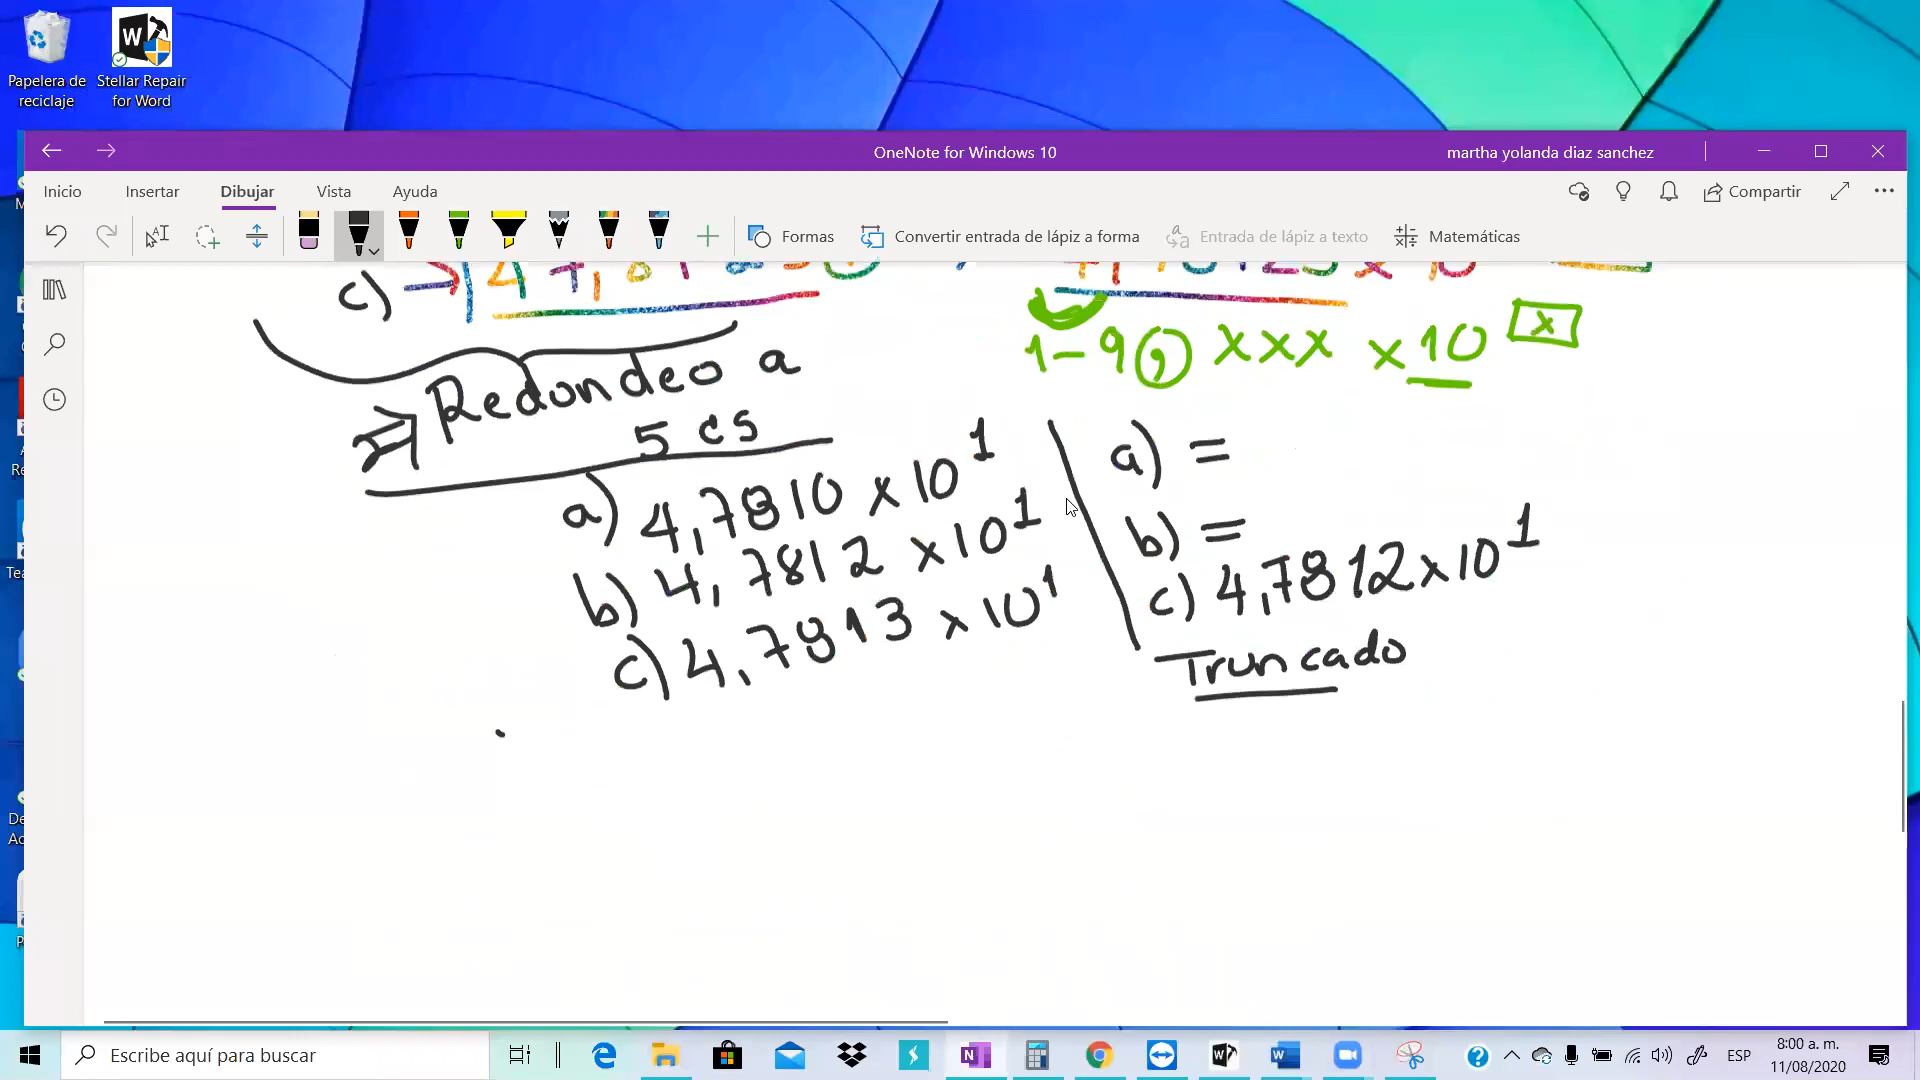 Papelera de reciclaje
Stellar Repair for Word
OneNote for Windows 10
martha yolanda diaz sanchez
Inicio
Insertar
Dibujar
Vista
Ayuda
Compartir
Formas
Convertir entrada de lápiz a forma
Entrada de lápiz a texto
Matemáticas
c)
1-9, xxx x10 x
Redondeo a
5 cs
a) 4,7810 x 10^1
b) 4,7812 x10^1
c) 4,7813 x 10^1
a) =
b) =
c) 4,7812x10^1
Truncado
Escribe aquí para buscar
ESP
8:00 a. m.
11/08/2020